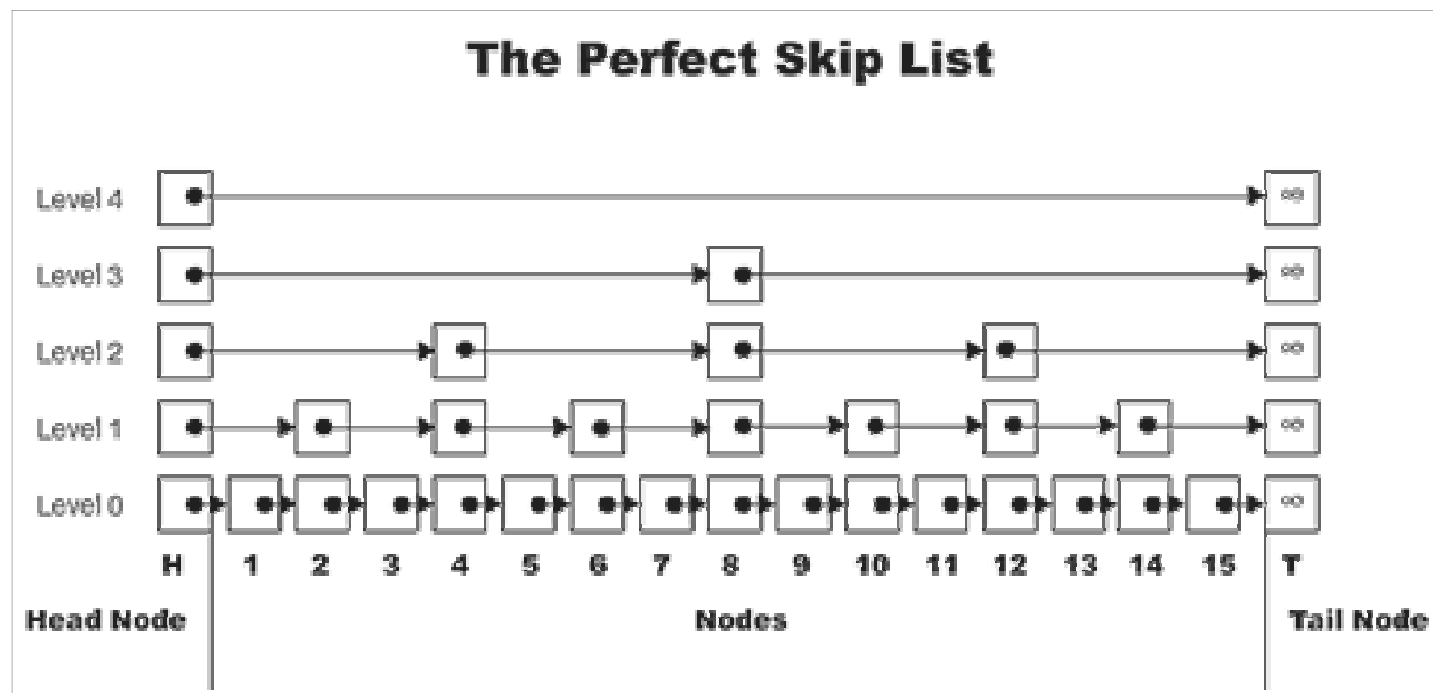 The Perfect Skip List
Level 4 ∞
Level 3 ∞
Level 2 ∞
Level 1 ∞
Level 0 ∞
H 1 2 3 4 5 6 7 8 9 10 11 12 13 14 15 T
Head Node Nodes Tail Node